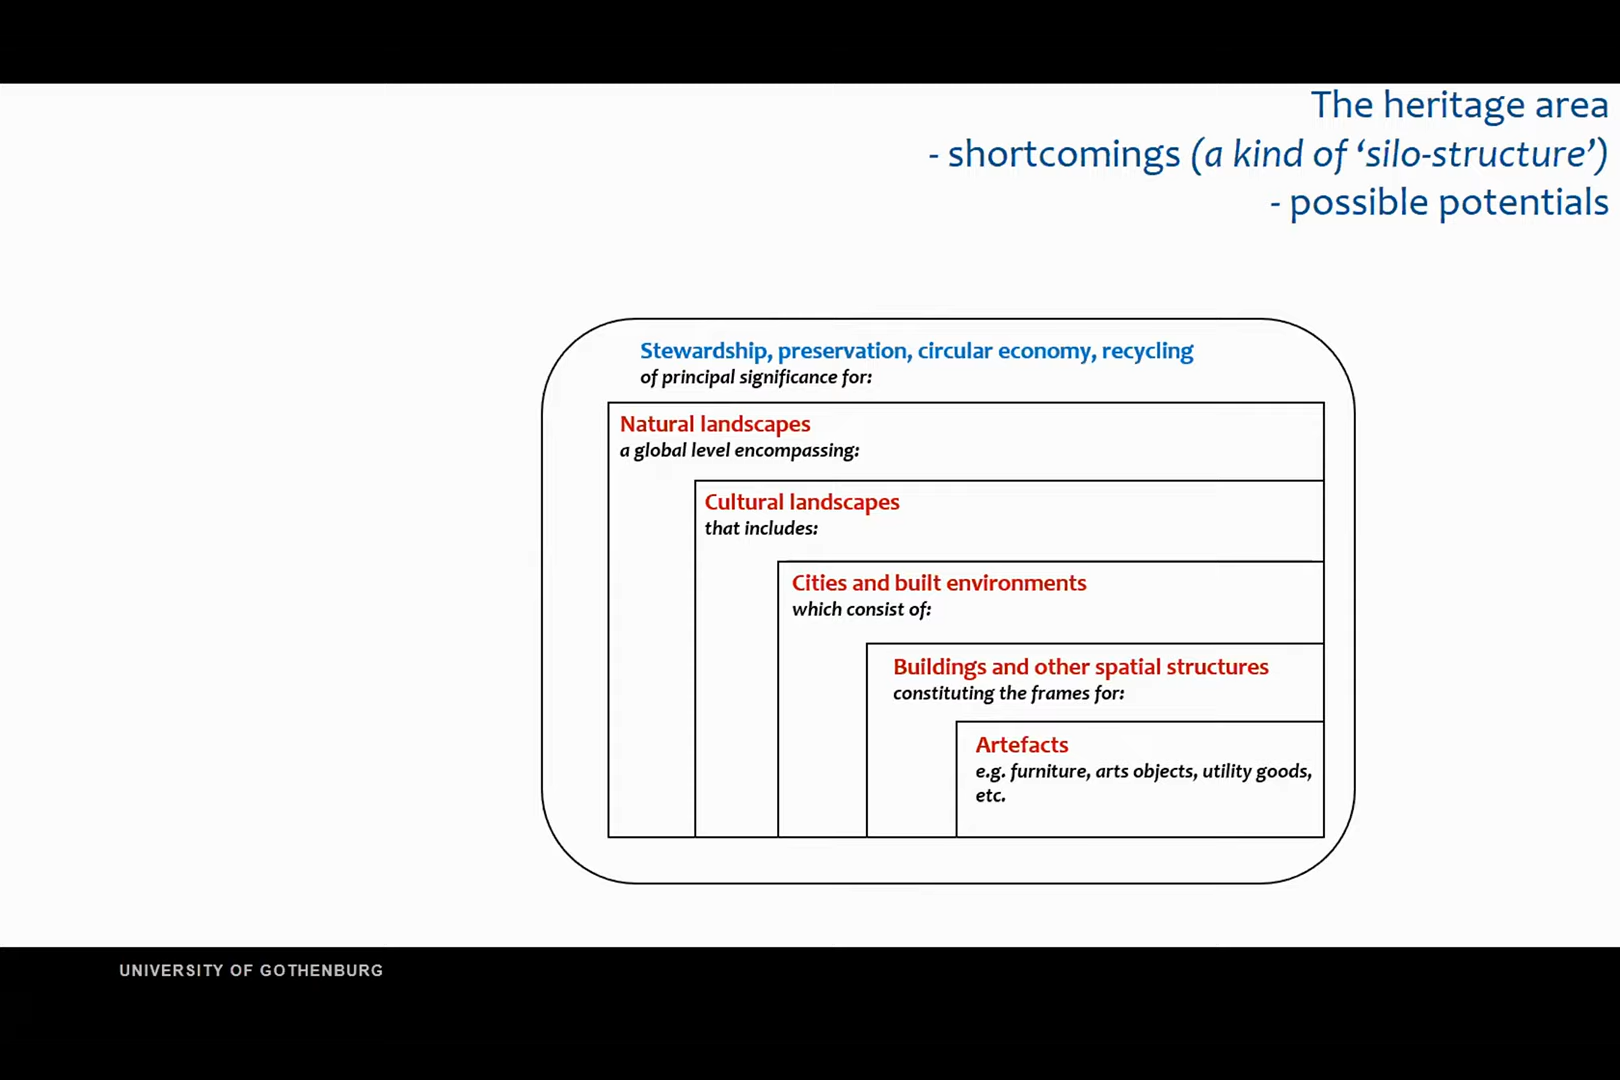 The heritage area
- shortcomings (a kind of ‘silo-structure’)
- possible potentials
Stewardship, preservation, circular economy, recycling
of principal significance for:
Natural landscapes
a global level encompassing:
Cultural landscapes
that includes:
Cities and built environments
which consist of:
Buildings and other spatial structures
constituting the frames for:
Artefacts
e.g. furniture, arts objects, utility goods,
etc.
UNIVERSITY OF GOTHENBURG